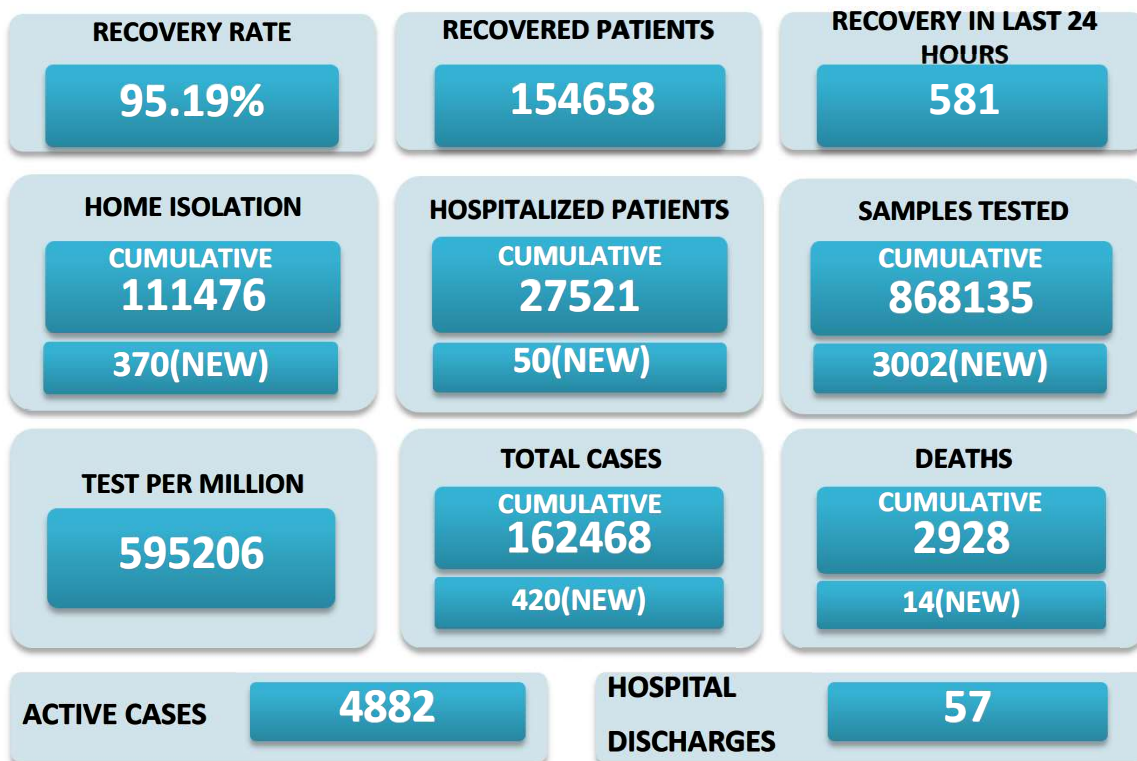 RECOVERY RATE
95.19%
RECOVERED PATIENTS
154658
RECOVERY IN LAST 24
HOURS
581
HOME ISOLATION
CUMULATIVE
111476
370(NEW)
HOSPITALIZED PATIENTS
CUMULATIVE
27521
50(NEW)
SAMPLES TESTED
CUMULATIVE
868135
3002(NEW)
TEST PER MILLION
595206
TOTAL CASES
CUMULATIVE
162468
420(NEW)
DEATHS
CUMULATIVE
2928
14(NEW)
ACTIVE CASES
4882
HOSPITAL
DISCHARGES
57